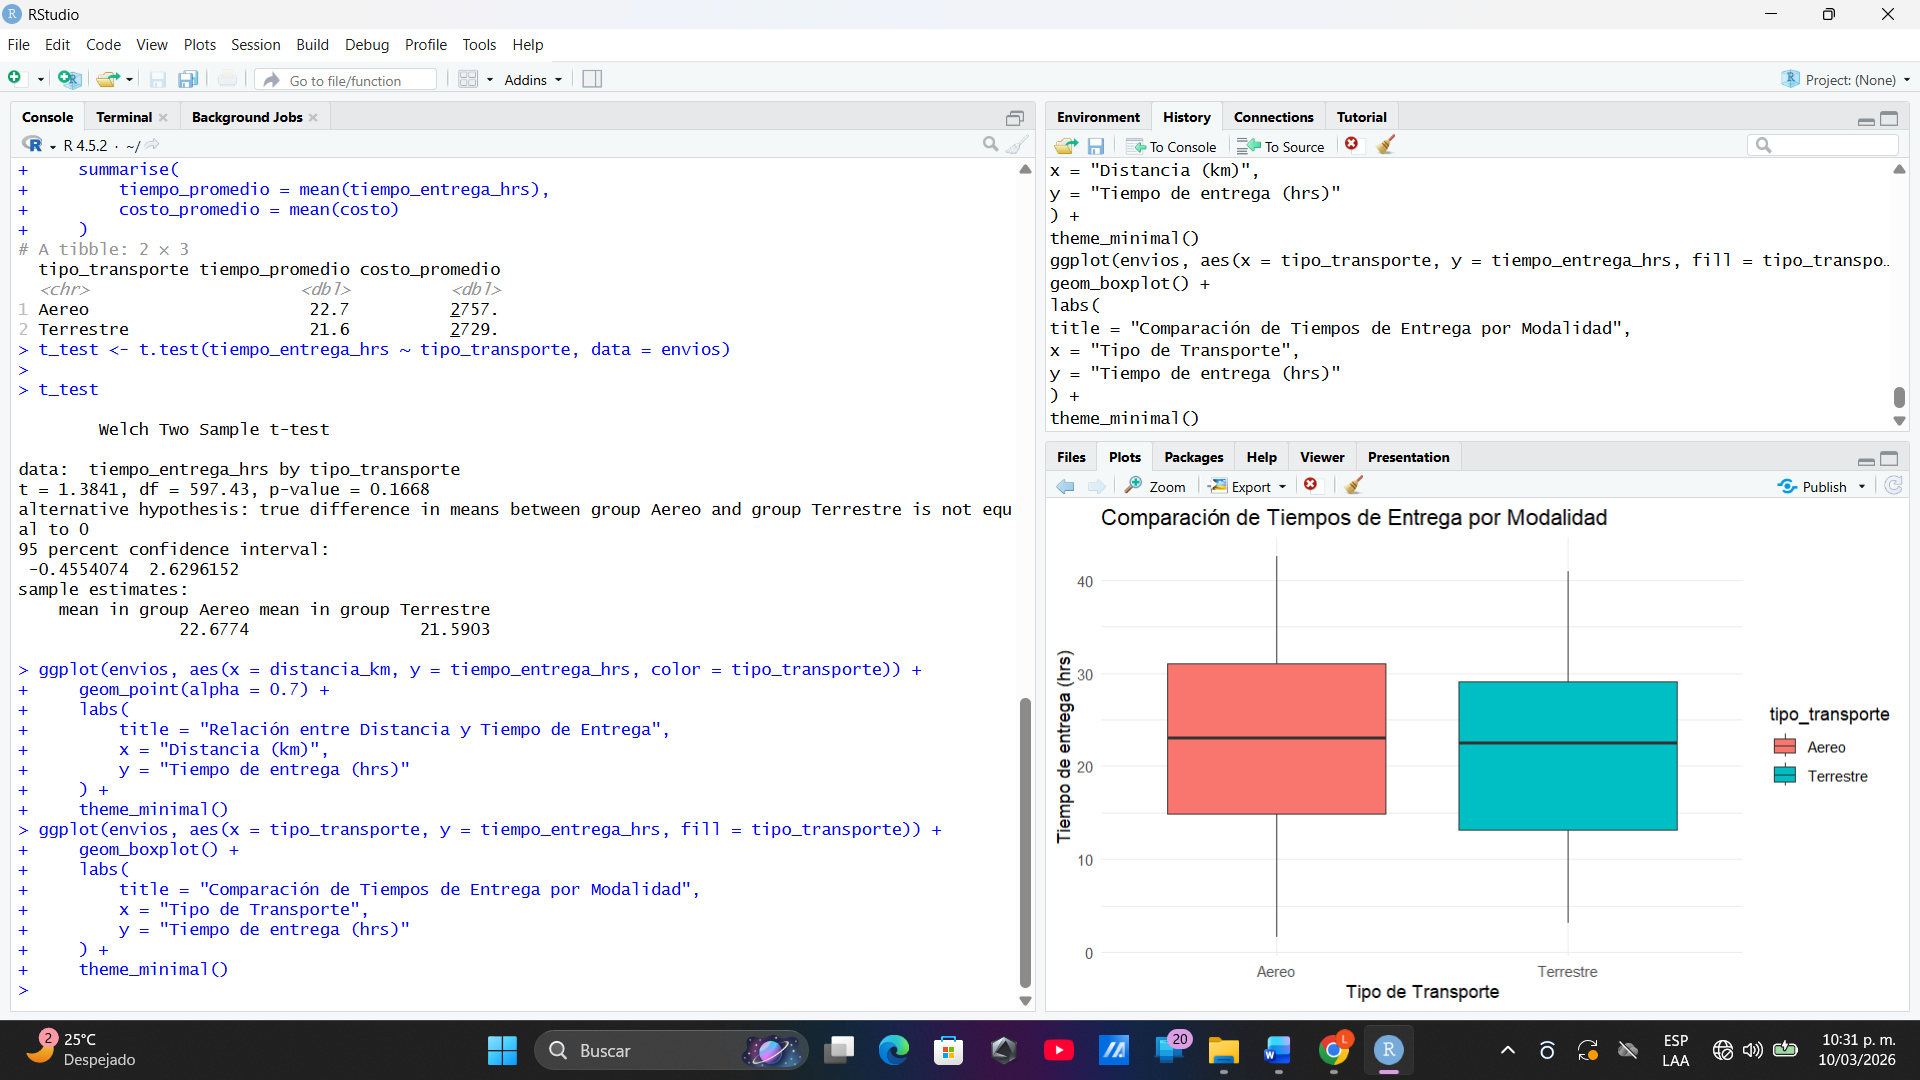 RStudio
File Edit Code View Plots Session Build Debug Profile Tools Help
Go to file/function Addins Project: (None)
Console Terminal Background Jobs
R 4.5.2 · ~/
+     summarise(
+         tiempo_promedio = mean(tiempo_entrega_hrs),
+         costo_promedio = mean(costo)
+     )
# A tibble: 2 × 3
  tipo_transporte tiempo_promedio costo_promedio
  <chr>                     <dbl>          <dbl>
1 Aereo                      22.7          2757.
2 Terrestre                  21.6          2729.
> t_test <- t.test(tiempo_entrega_hrs ~ tipo_transporte, data = envios)
>
> t_test
        Welch Two Sample t-test
data:  tiempo_entrega_hrs by tipo_transporte
t = 1.3841, df = 597.43, p-value = 0.1668
alternative hypothesis: true difference in means between group Aereo and group Terrestre is not equ
al to 0
95 percent confidence interval:
 -0.4554074  2.6296152
sample estimates:
    mean in group Aereo mean in group Terrestre
                22.6774                 21.5903
> ggplot(envios, aes(x = distancia_km, y = tiempo_entrega_hrs, color = tipo_transporte)) +
+     geom_point(alpha = 0.7) +
+     labs(
+         title = "Relación entre Distancia y Tiempo de Entrega",
+         x = "Distancia (km)",
+         y = "Tiempo de entrega (hrs)"
+     ) +
+     theme_minimal()
> ggplot(envios, aes(x = tipo_transporte, y = tiempo_entrega_hrs, fill = tipo_transporte)) +
+     geom_boxplot() +
+     labs(
+         title = "Comparación de Tiempos de Entrega por Modalidad",
+         x = "Tipo de Transporte",
+         y = "Tiempo de entrega (hrs)"
+     ) +
+     theme_minimal()
>
Environment History Connections Tutorial
To Console To Source
x = "Distancia (km)",
y = "Tiempo de entrega (hrs)"
) +
theme_minimal()
ggplot(envios, aes(x = tipo_transporte, y = tiempo_entrega_hrs, fill = tipo_transpo…
geom_boxplot() +
labs(
title = "Comparación de Tiempos de Entrega por Modalidad",
x = "Tipo de Transporte",
y = "Tiempo de entrega (hrs)"
) +
theme_minimal()
Files Plots Packages Help Viewer Presentation
Zoom Export Publish
Comparación de Tiempos de Entrega por Modalidad
Tiempo de entrega (hrs)
40
30
20
10
0
Aereo Terrestre
Tipo de Transporte
tipo_transporte
Aereo
Terrestre
2
25°C
Despejado
Buscar
20
L
R
ESP
LAA
10:31 p. m.
10/03/2026